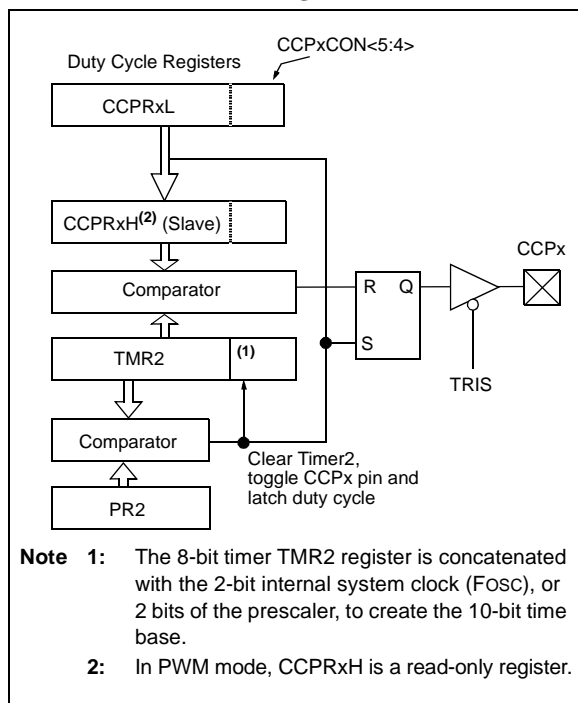 CCPxCON<5:4>
Duty Cycle Registers
CCPRxL
CCPRxH(2) (Slave)
CCPx
Comparator
R Q
S
TMR2 (1)
TRIS
Comparator
Clear Timer2,
toggle CCPx pin and
latch duty cycle
PR2
Note 1: The 8-bit timer TMR2 register is concatenated
with the 2-bit internal system clock (FOSC), or
2 bits of the prescaler, to create the 10-bit time
base.
2: In PWM mode, CCPRxH is a read-only register.